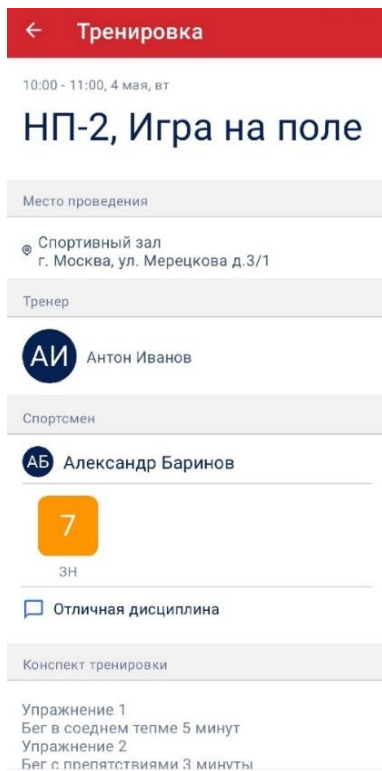 Тренировка
10:00 - 11:00, 4 мая, вт
НП-2, Игра на поле
Место проведения
Спортивный зал
г. Москва, ул. Мерецкова д.3/1
Тренер
АИ Антон Иванов
Спортсмен
АБ Александр Баринов
7
ЗН
Отличная дисциплина
Конспект тренировки
Упражнение 1
Бег в соеднем тепме 5 минут
Упражнение 2
Бег с препятствиями 3 минуты